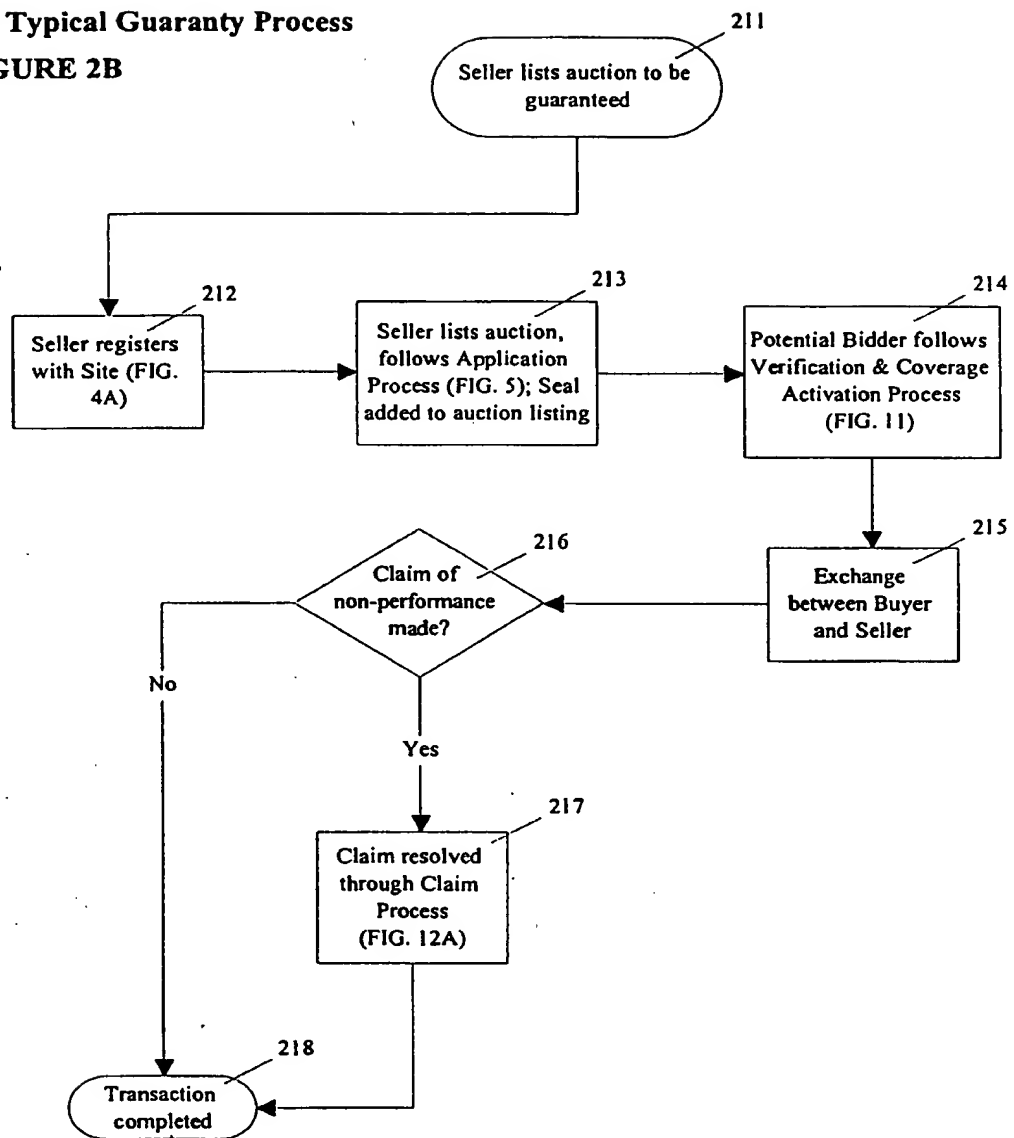 Typical Guaranty Process
GURE 2B
211
Seller lists auction to be
guaranteed
212
Seller registers
with Site (FIG.
4A)
213
Seller lists auction,
follows Application
Process (FIG. 5); Seal
added to auction listing
214
Potential Bidder follows
Verification & Coverage
Activation Process
(FIG. 11)
215
Exchange
between Buyer
and Seller
216
Claim of
non-performance
made?
No
Yes
217
Claim resolved
through Claim
Process
(FIG. 12A)
218
Transaction
completed